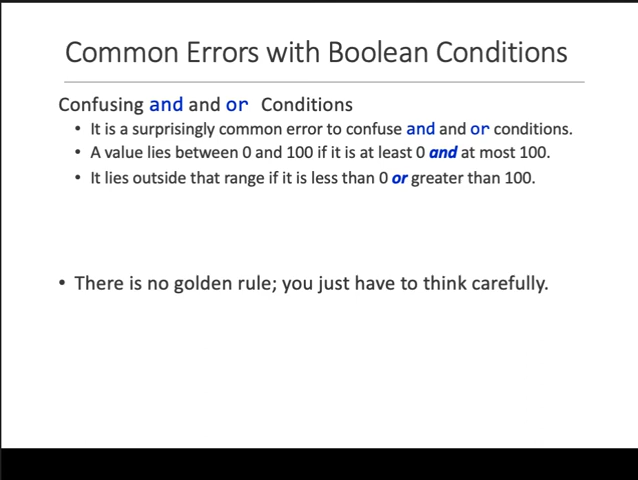 Common Errors with Boolean Conditions
Confusing and and or Conditions
• It is a surprisingly common error to confuse and and or conditions.
• A value lies between 0 and 100 if it is at least 0 and at most 100.
• It lies outside that range if it is less than 0 or greater than 100.
• There is no golden rule; you just have to think carefully.